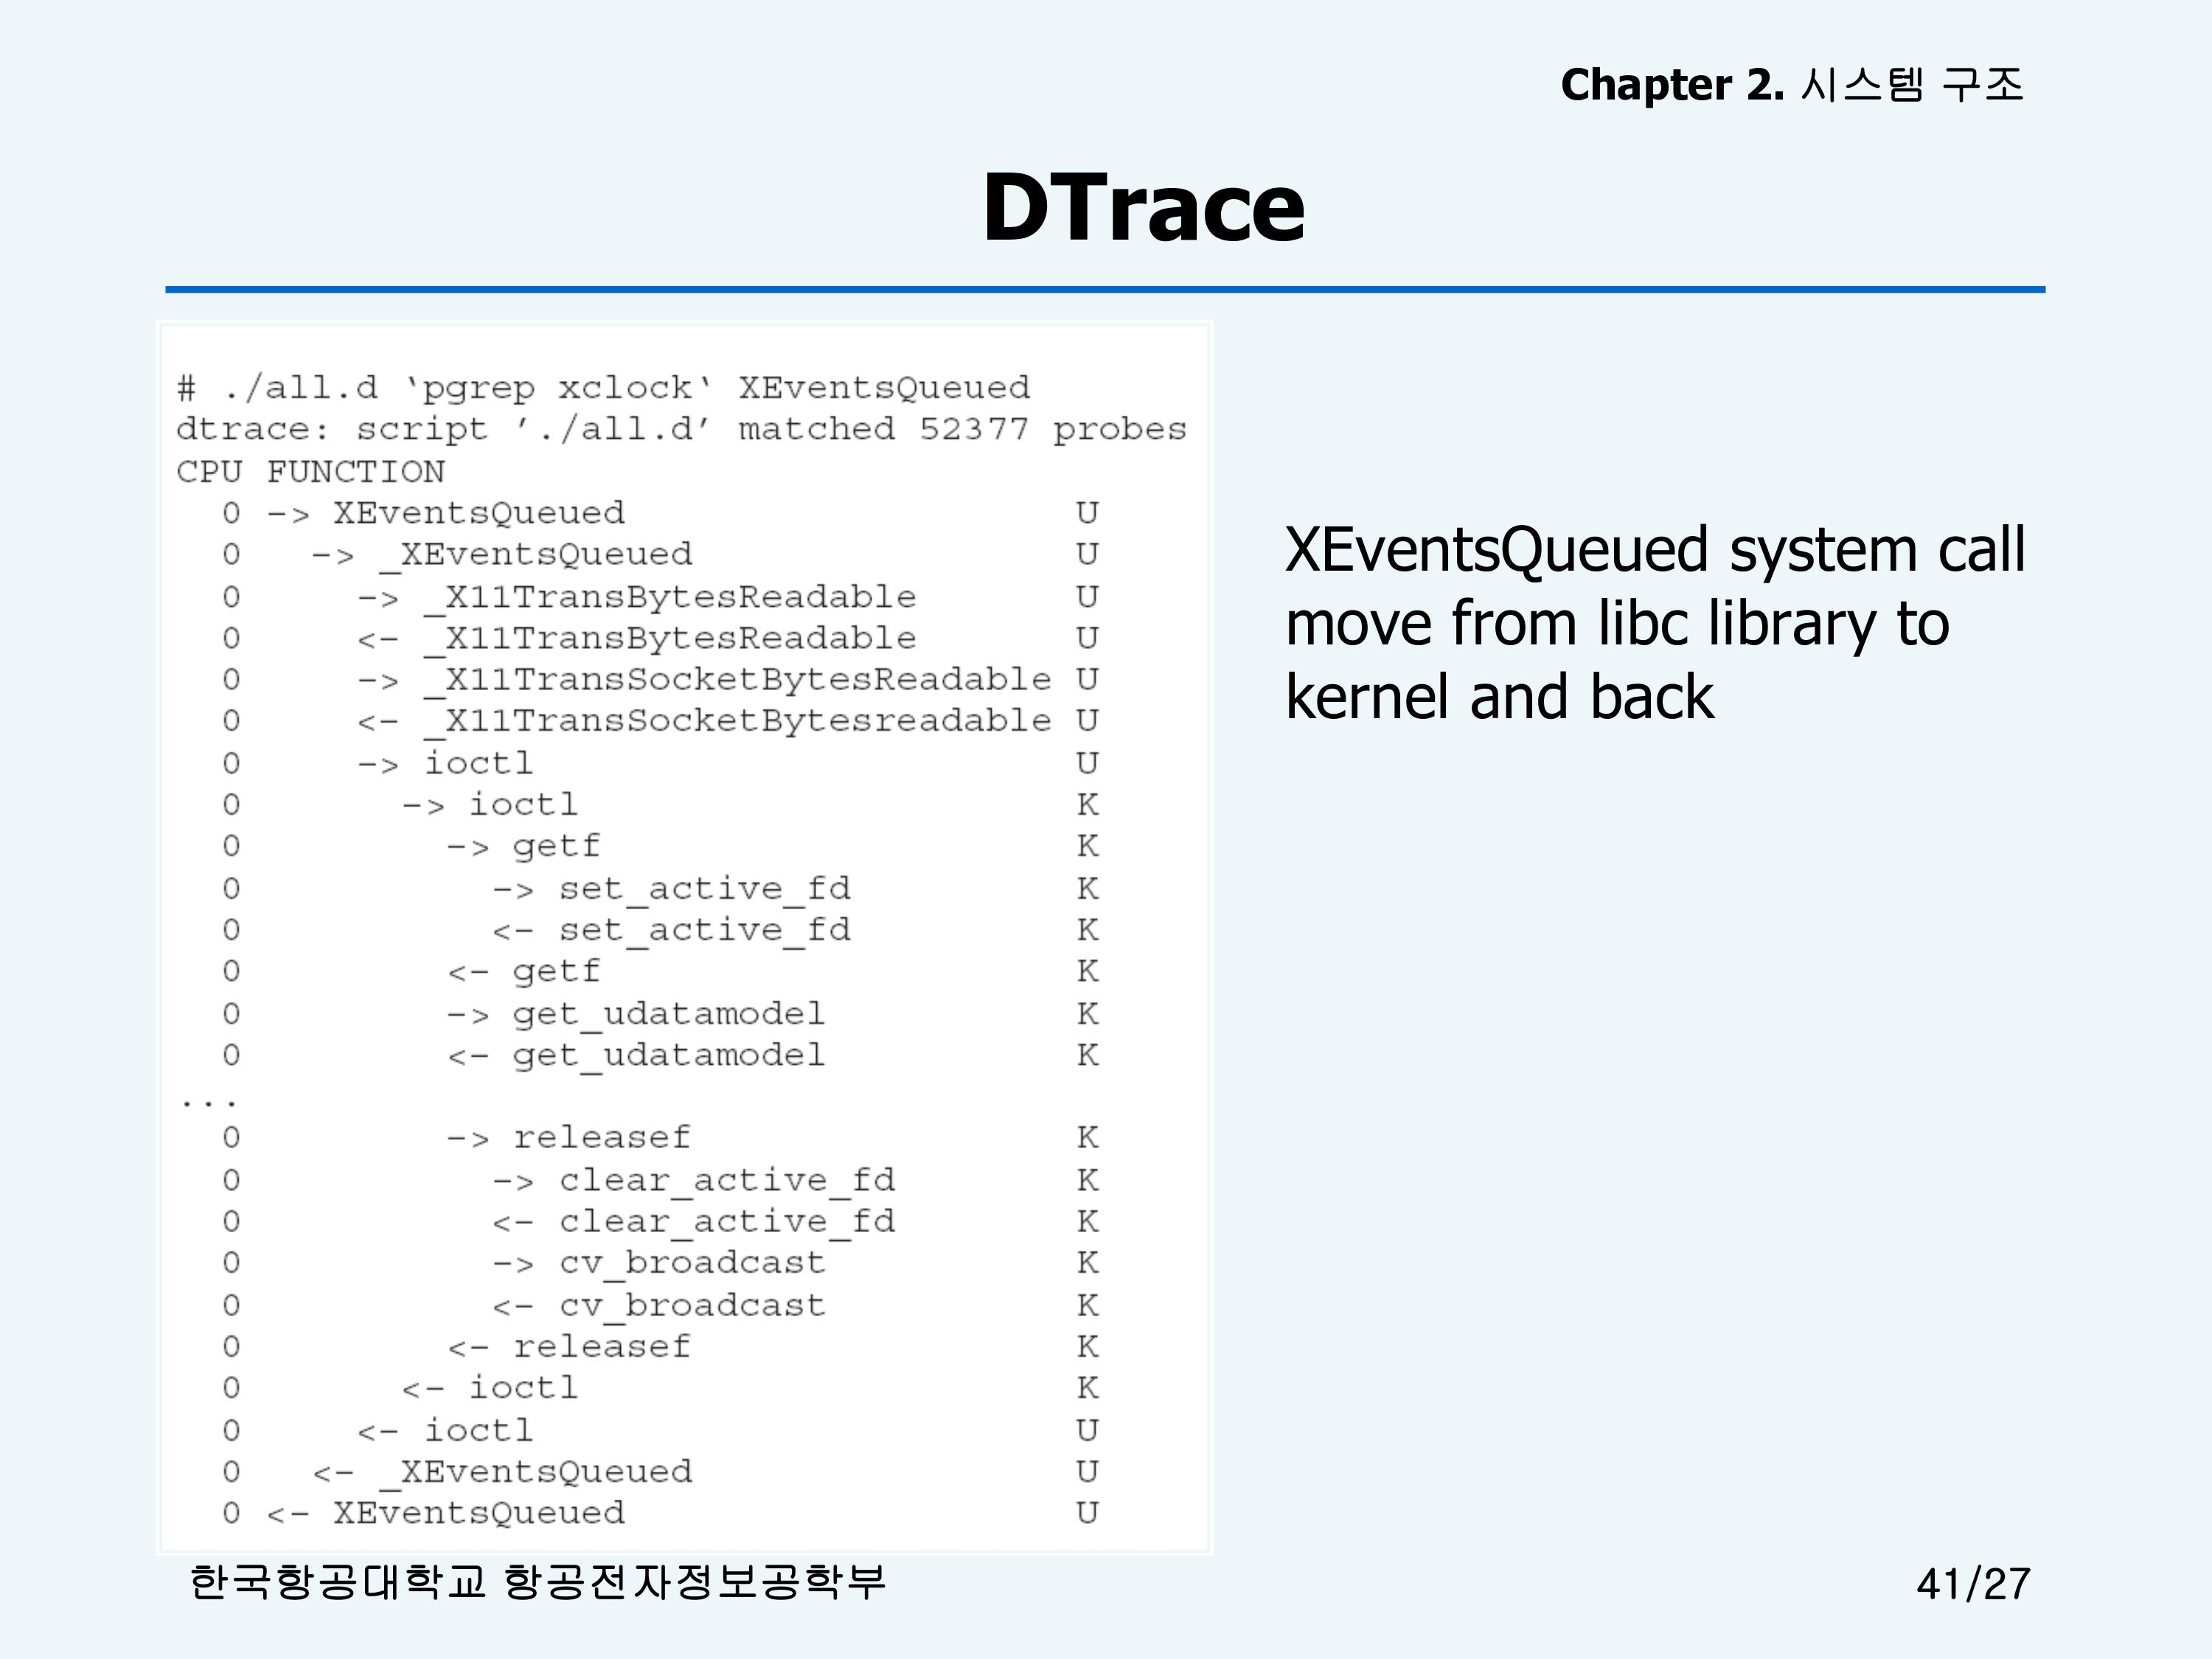 Chapter 2. 시스템 구조
DTrace
# ./all.d ‘pgrep xclock‘ XEventsQueued
dtrace: script ’./all.d’ matched 52377 probes
CPU FUNCTION
  0 -> XEventsQueued                    U
  0   -> _XEventsQueued                 U
  0     -> _X11TransBytesReadable       U
  0     <- _X11TransBytesReadable       U
  0     -> _X11TransSocketBytesReadable U
  0     <- _X11TransSocketBytesreadable U
  0     -> ioctl                        U
  0       -> ioctl                      K
  0         -> getf                     K
  0           -> set_active_fd          K
  0           <- set_active_fd          K
  0         <- getf                     K
  0         -> get_udatamodel           K
  0         <- get_udatamodel           K
...
  0         -> releasef                 K
  0           -> clear_active_fd        K
  0           <- clear_active_fd        K
  0           -> cv_broadcast           K
  0           <- cv_broadcast           K
  0         <- releasef                 K
  0       <- ioctl                      K
  0     <- ioctl                        U
  0   <- _XEventsQueued                 U
  0 <- XEventsQueued                    U
XEventsQueued system call
move from libc library to
kernel and back
한국항공대학교 항공전자정보공학부
41/27